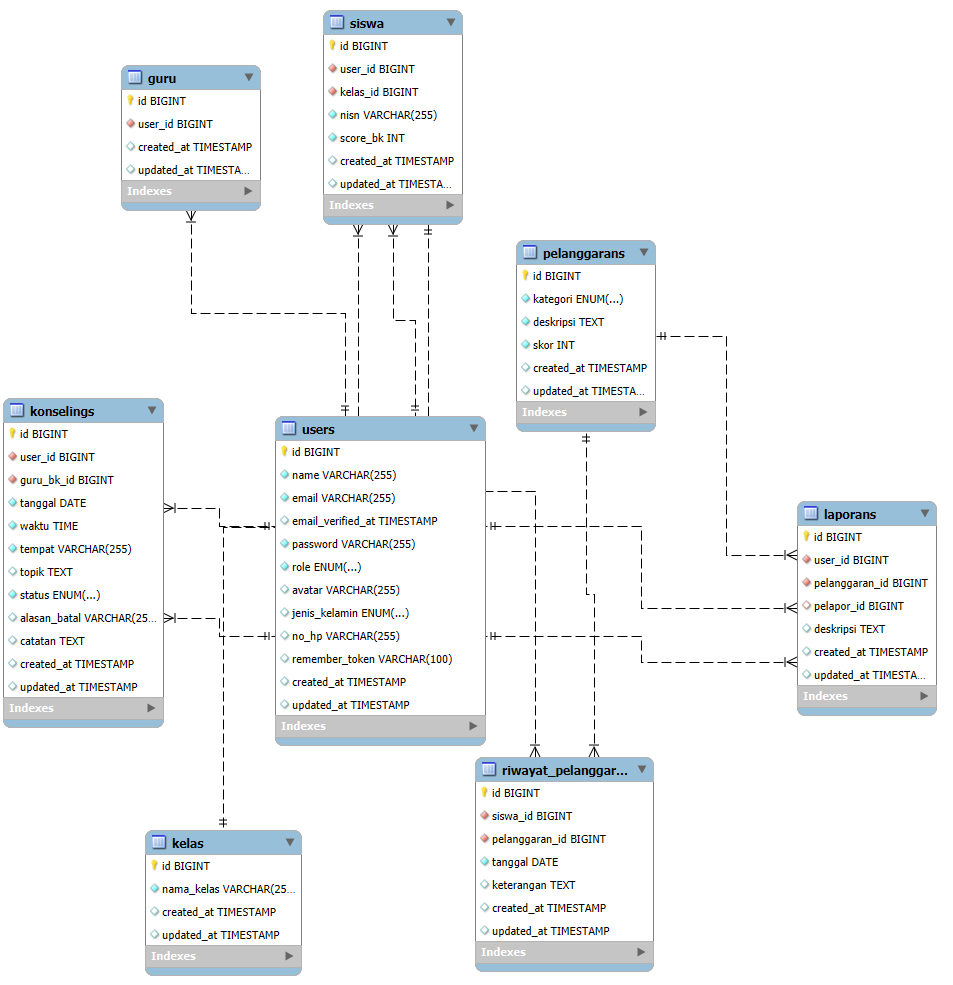 siswa
id BIGINT
user_id BIGINT
kelas_id BIGINT
nisn VARCHAR(255)
score_bk INT
created_at TIMESTAMP
updated_at TIMESTA...
Indexes
guru
id BIGINT
user_id BIGINT
created_at TIMESTAMP
updated_at TIMESTA...
Indexes
pelanggarans
id BIGINT
kategori ENUM(...)
deskripsi TEXT
skor INT
created_at TIMESTAMP
updated_at TIMESTA...
Indexes
konselings
id BIGINT
user_id BIGINT
guru_bk_id BIGINT
tanggal DATE
waktu TIME
tempat VARCHAR(255)
topik TEXT
status ENUM(...)
alasan_batal VARCHAR(25...
catatan TEXT
created_at TIMESTAMP
updated_at TIMESTAMP
Indexes
users
id BIGINT
name VARCHAR(255)
email VARCHAR(255)
email_verified_at TIMESTAMP
password VARCHAR(255)
role ENUM(...)
avatar VARCHAR(255)
jenis_kelamin ENUM(...)
no_hp VARCHAR(255)
remember_token VARCHAR(100)
created_at TIMESTAMP
updated_at TIMESTAMP
Indexes
laporans
id BIGINT
user_id BIGINT
pelanggaran_id BIGINT
pelapor_id BIGINT
deskripsi TEXT
created_at TIMESTAMP
updated_at TIMESTA...
Indexes
riwayat_pelanggar...
id BIGINT
siswa_id BIGINT
pelanggaran_id BIGINT
tanggal DATE
keterangan TEXT
created_at TIMESTAMP
updated_at TIMESTAMP
Indexes
kelas
id BIGINT
nama_kelas VARCHAR(25...
created_at TIMESTAMP
updated_at TIMESTAMP
Indexes